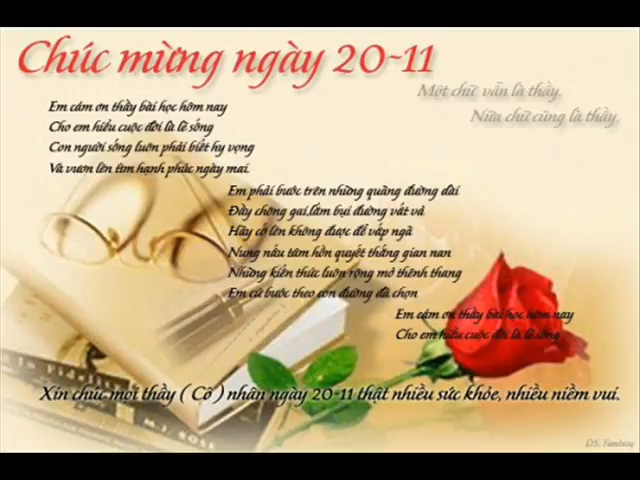 Chúc mừng ngày 20-11
Một chữ vẫn là thầy.
Nửa chữ cũng là thầy.
Em cám ơn thầy bài học hôm nay
Cho em hiểu cuộc đời là lẽ sống
Con người sống luôn phải biết hy vọng
Và vươn lên tìm hạnh phúc ngày mai.
Em phải bước trên những quãng đường dài
Đầy chông gai,lắm bụi đường vất vả
Hãy cố lên không được để vấp ngã
Nung nấu tâm hồn quyết thắng gian nan
Những kiến thức luôn rộng mở thênh thang
Em cứ bước theo con đường đã chọn
Em cám ơn thầy bài học hôm nay
Cho em hiểu cuộc đời là lẽ sống
Xin chúc mọi thầy ( Cô ) nhân ngày 20-11 thật nhiều sức khỏe, nhiều niềm vui.
M. J. ROSS
DS: